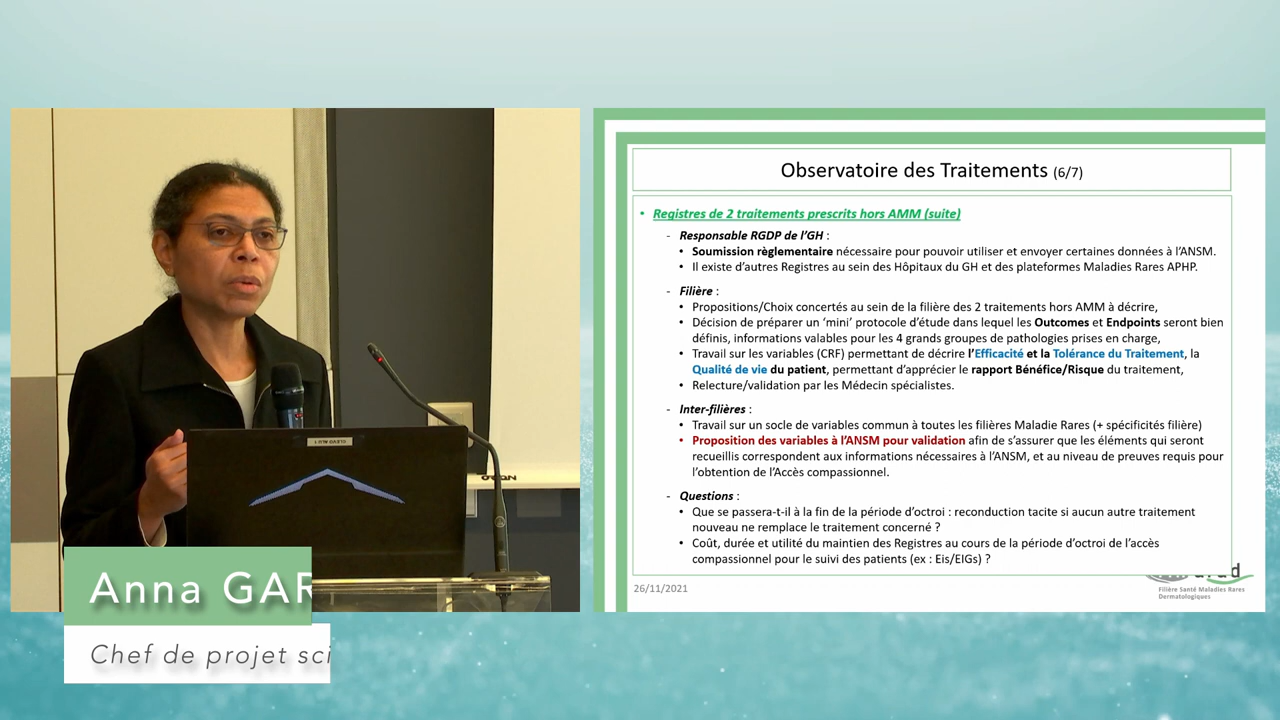 Observatoire des Traitements (6/7)
• Registres de 2 traitements prescrits hors AMM (suite)
- Responsable RGDP de l'GH :
• Soumission règlementaire nécessaire pour pouvoir utiliser et envoyer certaines données à l'ANSM.
• Il existe d'autres Registres au sein des Hôpitaux du GH et des plateformes Maladies Rares APHP.
- Filière :
• Propositions/Choix concertés au sein de la filière des 2 traitements hors AMM à décrire,
• Décision de préparer un 'mini' protocole d'étude dans lequel les Outcomes et Endpoints seront bien
définis, informations valables pour les 4 grands groupes de pathologies prises en charge,
• Travail sur les variables (CRF) permettant de décrire l'Efficacité et la Tolérance du Traitement, la
Qualité de vie du patient, permettant d'apprécier le rapport Bénéfice/Risque du traitement,
• Relecture/validation par les Médecin spécialistes.
- Inter-filières :
• Travail sur un socle de variables commun à toutes les filières Maladie Rares (+ spécificités filière)
• Proposition des variables à l'ANSM pour validation afin de s'assurer que les éléments qui seront
recueillis correspondent aux informations nécessaires à l'ANSM, et au niveau de preuves requis pour
l'obtention de l'Accès compassionnel.
- Questions :
• Que se passera-t-il à la fin de la période d'octroi : reconduction tacite si aucun autre traitement
nouveau ne remplace le traitement concerné ?
• Coût, durée et utilité du maintien des Registres au cours de la période d'octroi de l'accès
compassionnel pour le suivi des patients (ex : Eis/EIGs) ?
26/11/2021
Filière Santé Maladies Rares
Dermatologiques
Anna GAR
Chef de projet sci